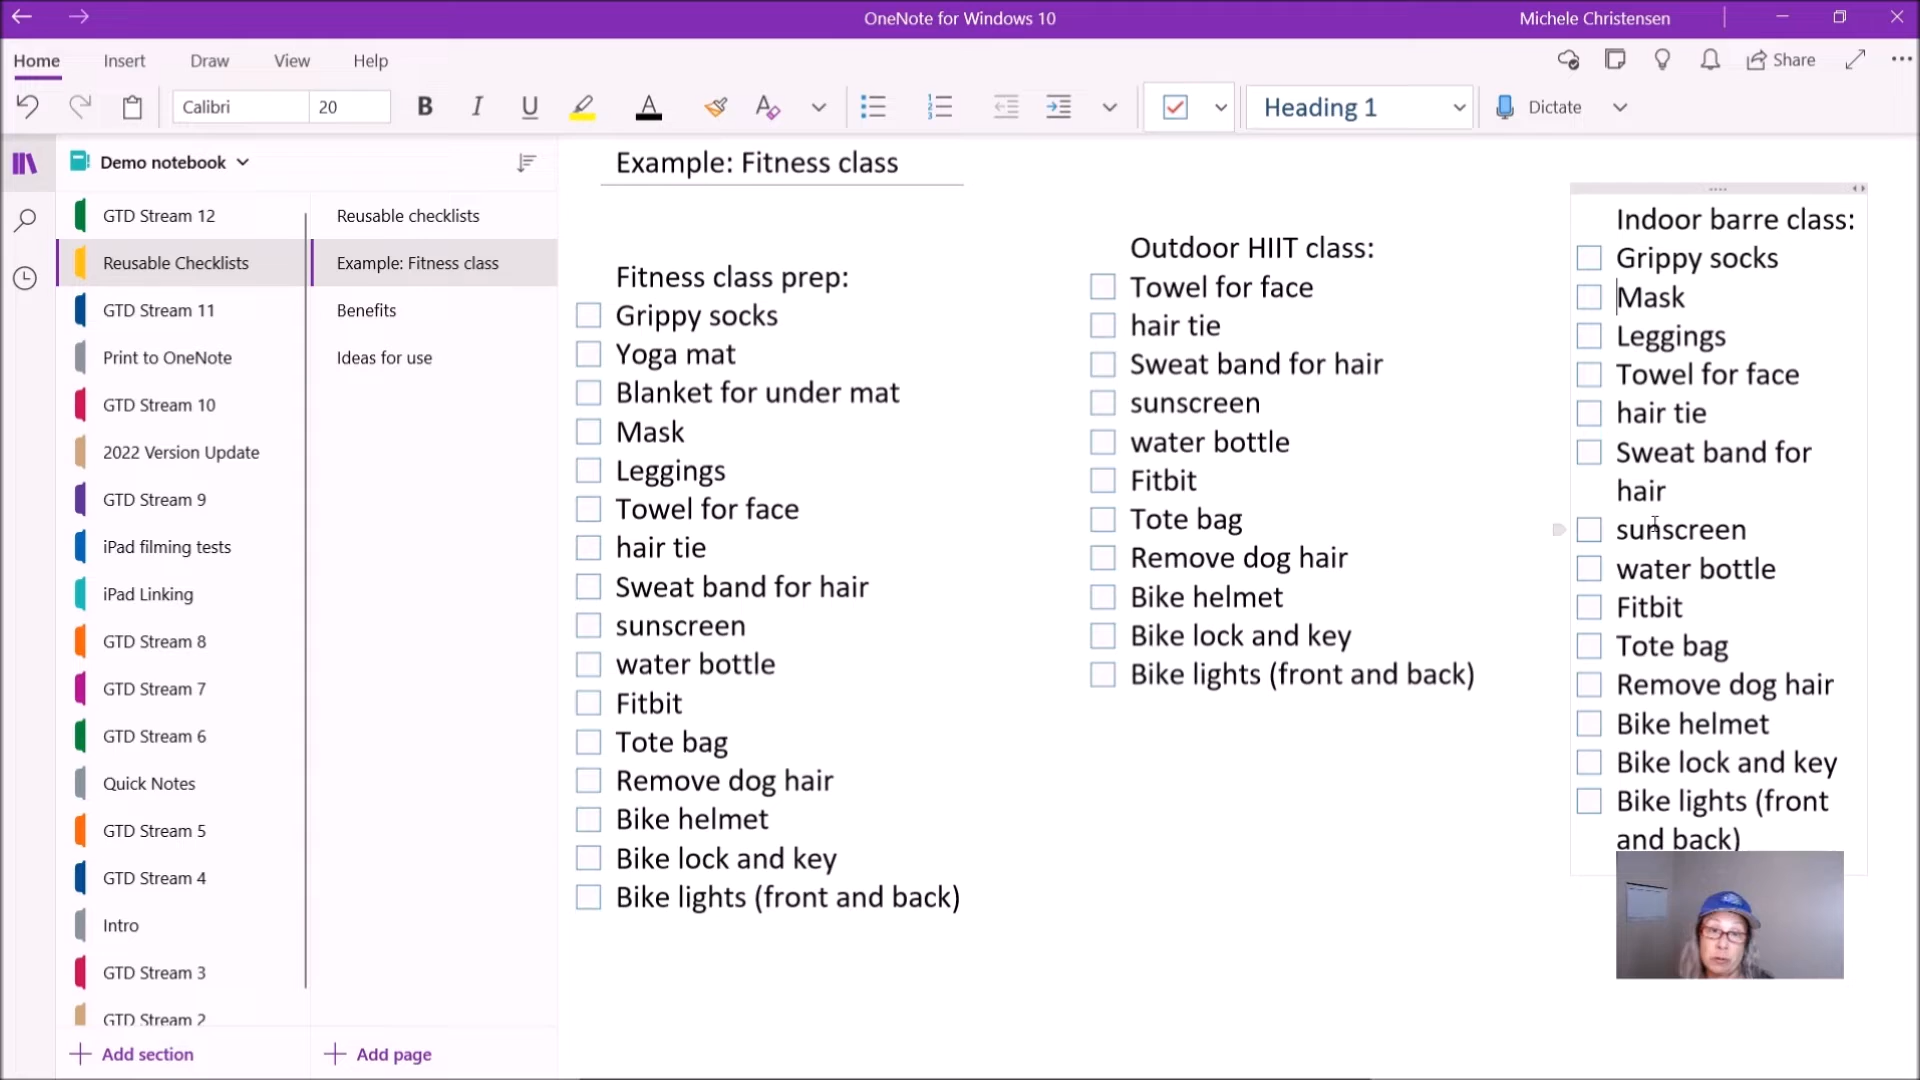 OneNote for Windows 10
Michele Christensen
Home
Insert
Draw
View
Help
Share
Calibri
20
B
I
U
A
A
Heading 1
Dictate
Demo notebook
GTD Stream 12
Reusable Checklists
GTD Stream 11
Print to OneNote
GTD Stream 10
2022 Version Update
GTD Stream 9
iPad filming tests
iPad Linking
GTD Stream 8
GTD Stream 7
GTD Stream 6
Quick Notes
GTD Stream 5
GTD Stream 4
Intro
GTD Stream 3
GTD Stream 2
Add section
Reusable checklists
Example: Fitness class
Benefits
Ideas for use
Add page
Example: Fitness class
Fitness class prep:
Grippy socks
Yoga mat
Blanket for under mat
Mask
Leggings
Towel for face
hair tie
Sweat band for hair
sunscreen
water bottle
Fitbit
Tote bag
Remove dog hair
Bike helmet
Bike lock and key
Bike lights (front and back)
Outdoor HIIT class:
Towel for face
hair tie
Sweat band for hair
sunscreen
water bottle
Fitbit
Tote bag
Remove dog hair
Bike helmet
Bike lock and key
Bike lights (front and back)
Indoor barre class:
Grippy socks
Mask
Leggings
Towel for face
hair tie
Sweat band for
hair
sunscreen
water bottle
Fitbit
Tote bag
Remove dog hair
Bike helmet
Bike lock and key
Bike lights (front
and back)